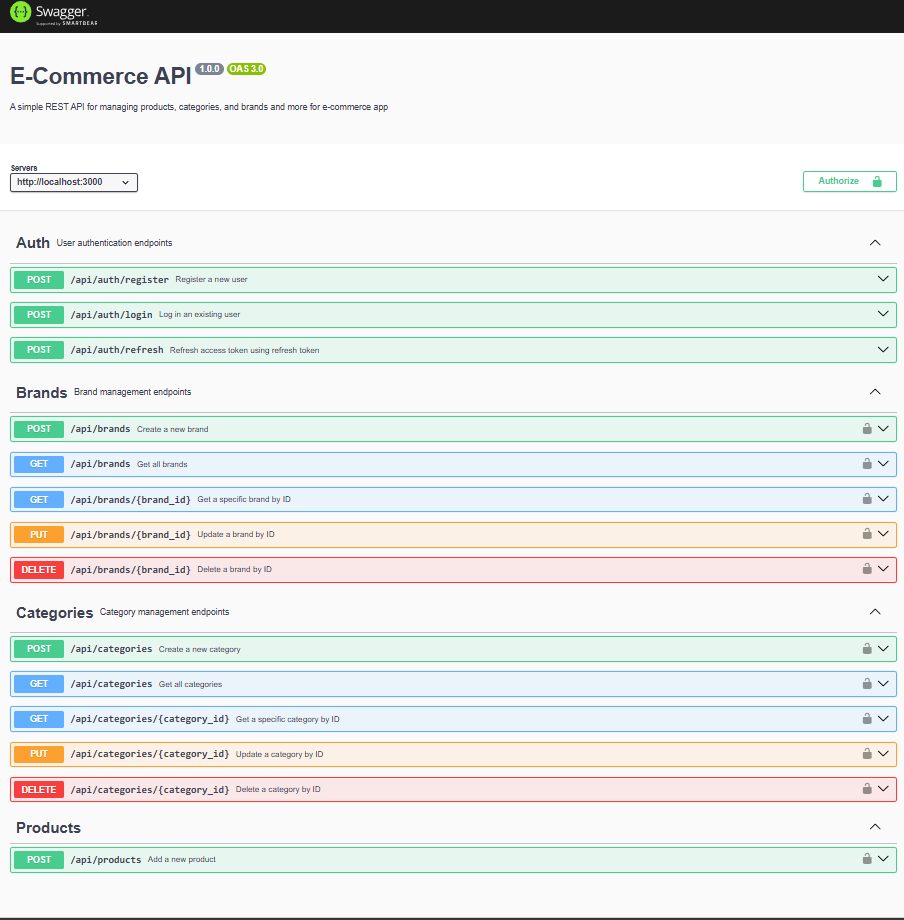 Swagger.
Supported by SMARTBEAR
E-Commerce API 1.0.0 OAS 3.0
A simple REST API for managing products, categories, and brands and more for e-commerce app
Servers
http://localhost:3000
Authorize
Auth User authentication endpoints
POST /api/auth/register Register a new user
POST /api/auth/login Log in an existing user
POST /api/auth/refresh Refresh access token using refresh token
Brands Brand management endpoints
POST /api/brands Create a new brand
GET /api/brands Get all brands
GET /api/brands/{brand_id} Get a specific brand by ID
PUT /api/brands/{brand_id} Update a brand by ID
DELETE /api/brands/{brand_id} Delete a brand by ID
Categories Category management endpoints
POST /api/categories Create a new category
GET /api/categories Get all categories
GET /api/categories/{category_id} Get a specific category by ID
PUT /api/categories/{category_id} Update a category by ID
DELETE /api/categories/{category_id} Delete a category by ID
Products
POST /api/products Add a new product